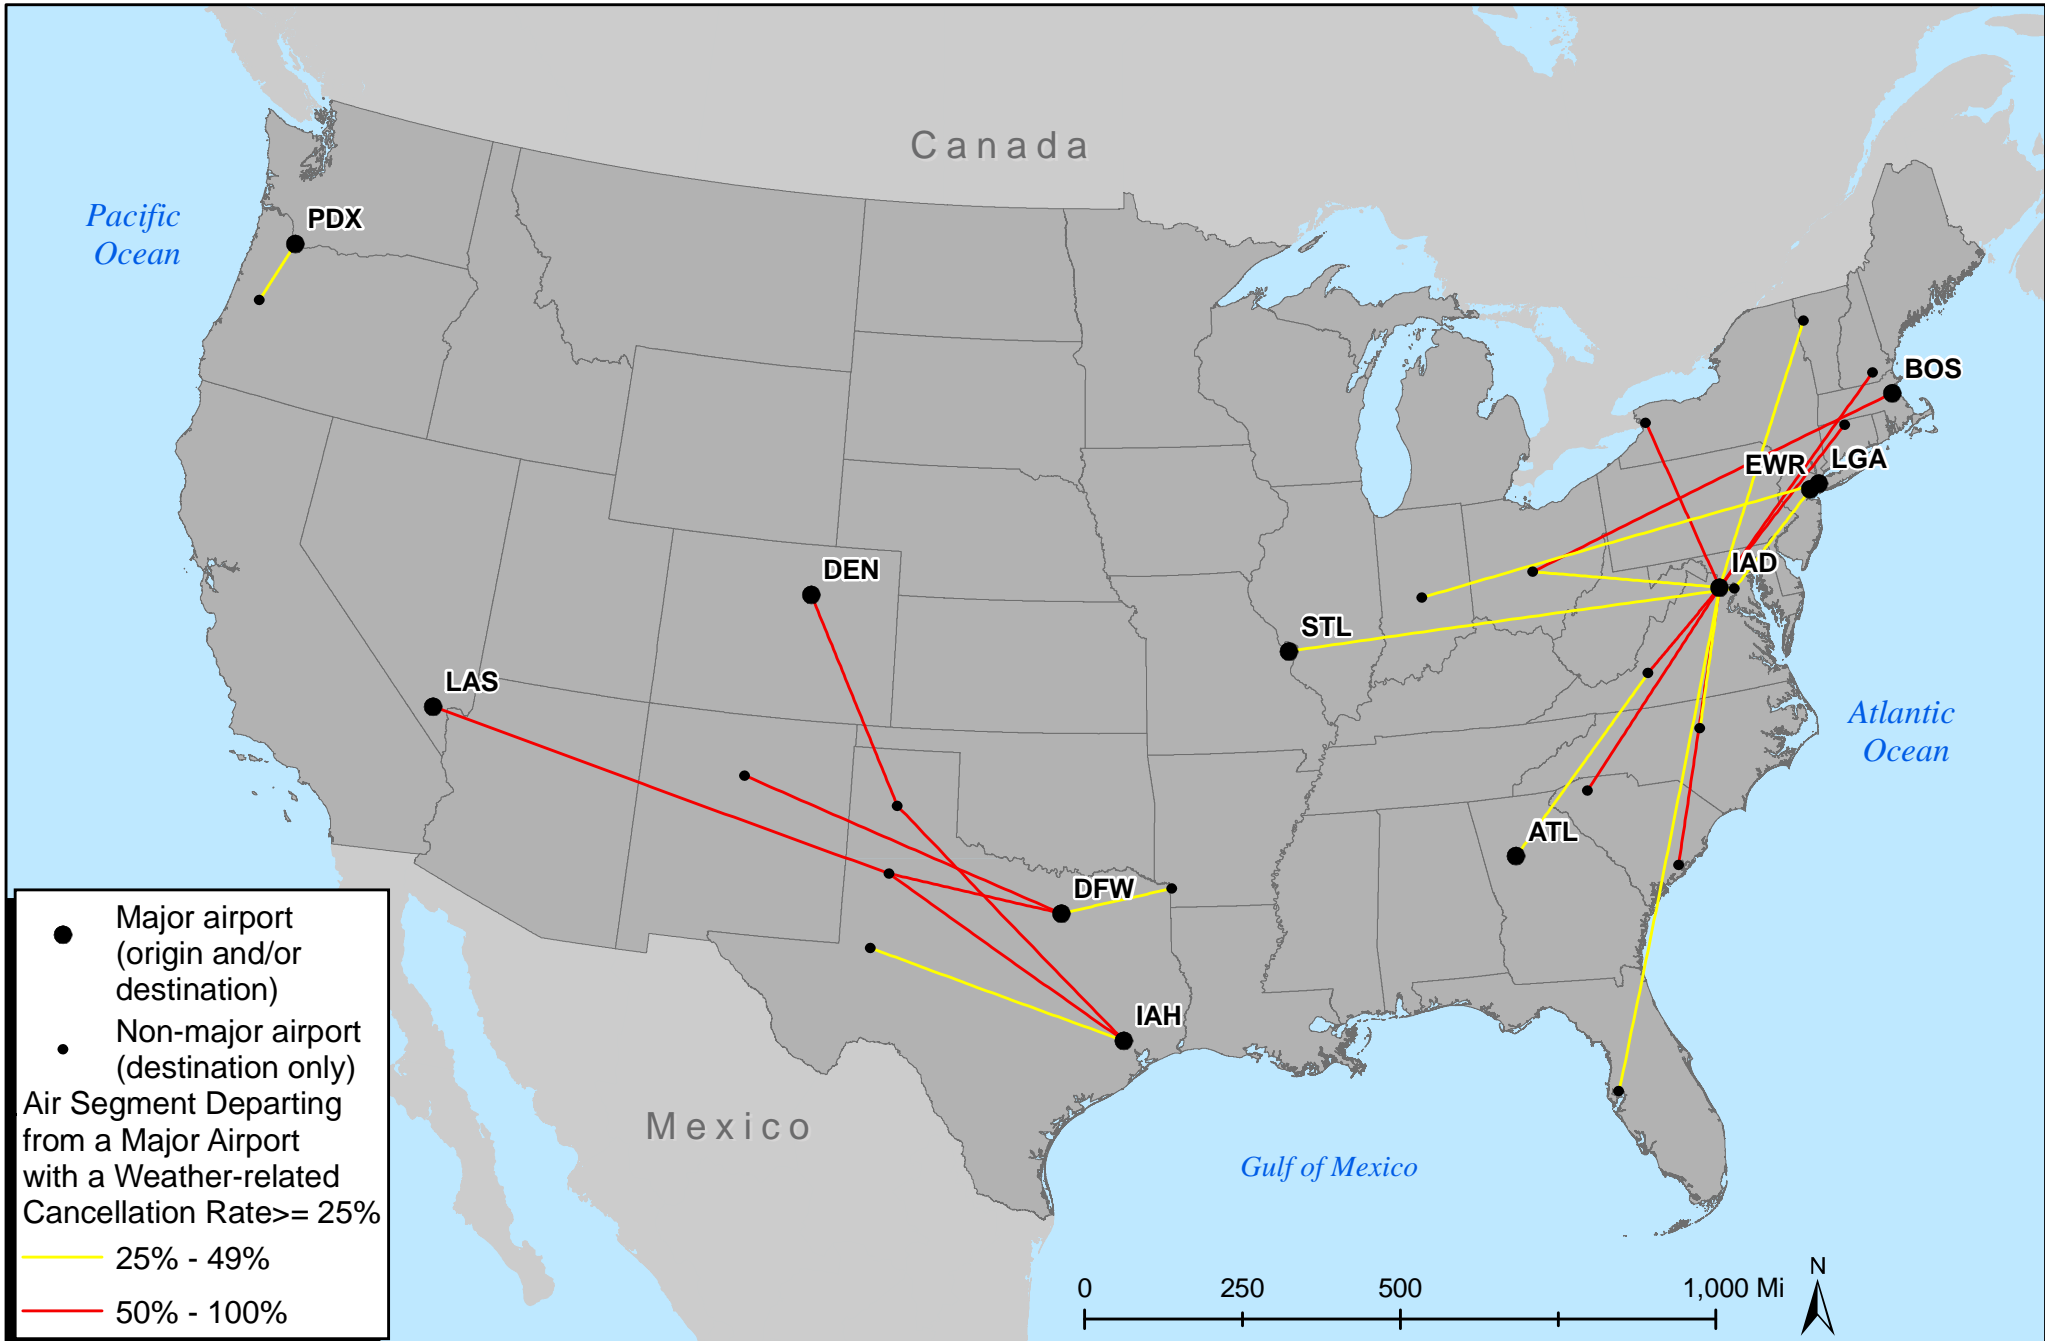 Canada
Pacific
Ocean
PDX
BOS
EWR
LGA
DEN
IAD
STL
LAS
Atlantic
Ocean
ATL
DFW
IAH
Mexico
Gulf of Mexico
Major airport
(origin and/or
destination)
Non-major airport
(destination only)
Air Segment Departing
from a Major Airport
with a Weather-related
Cancellation Rate>= 25%
25% - 49%
50% - 100%
0 250 500 1,000 Mi
N